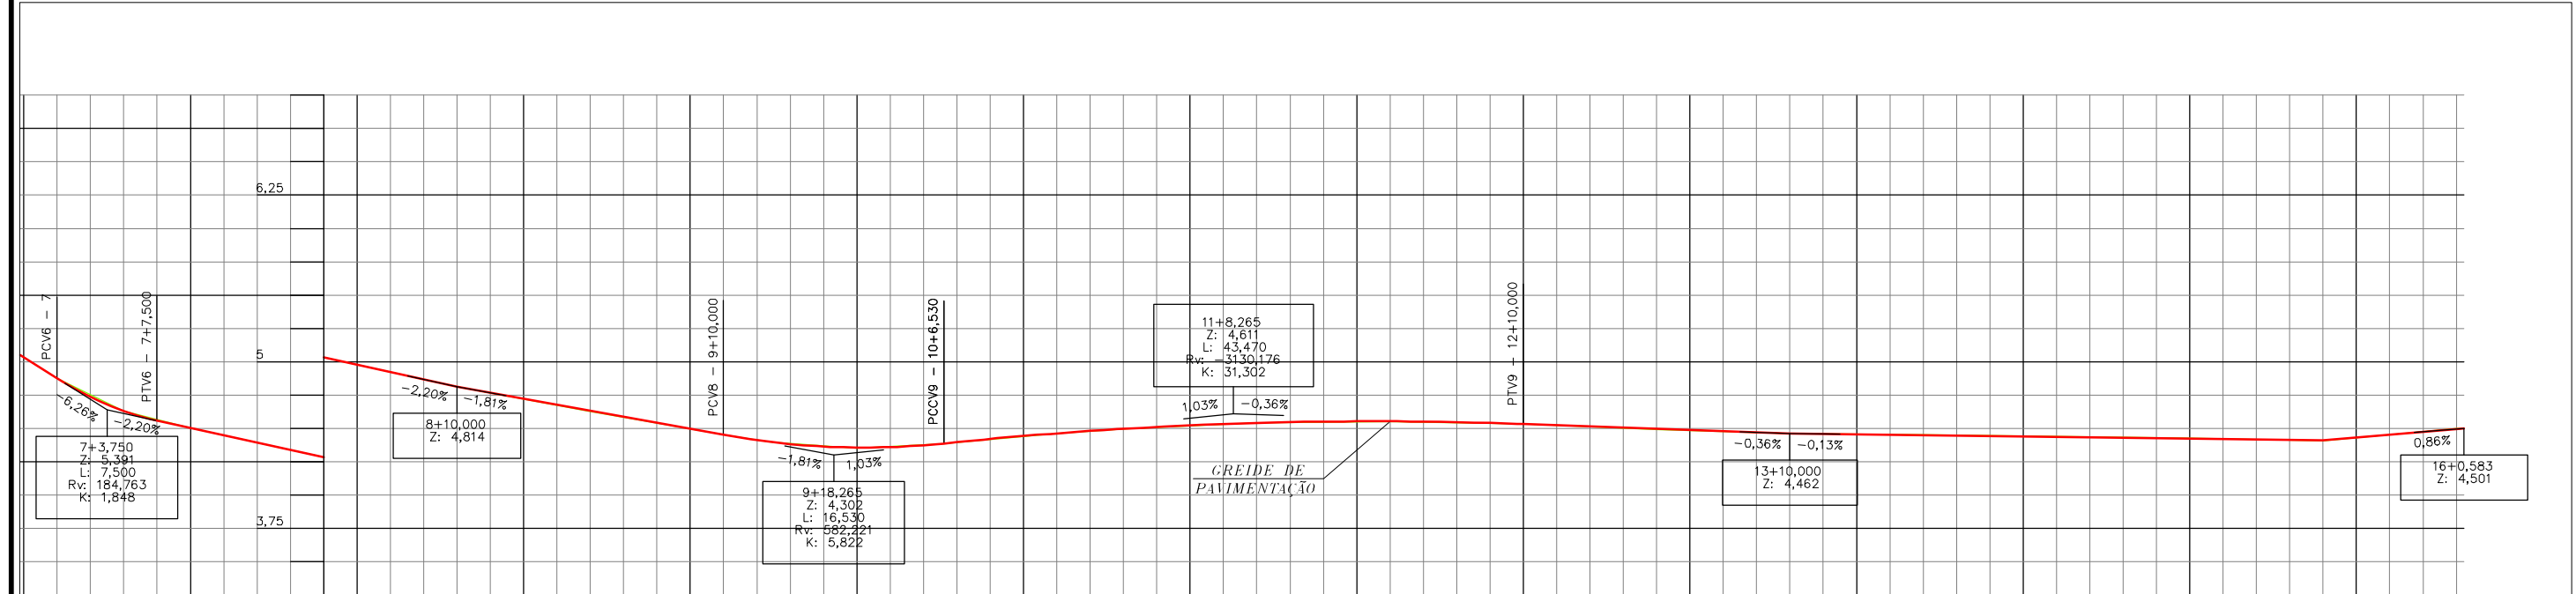 6,25
5
3,75
PCV6 - 7
PTV6 - 7+7,500
-6,26%
-2,20%
7+3,750
Z: 5,391
L: 7,500
Rv: 184,763
K: 1,848
-2,20%
-1,81%
8+10,000
Z: 4,814
PCV8 - 9+10,000
-1,81%
1,03%
9+18,265
Z: 4,302
L: 16,530
Rv: 582,221
K: 5,822
PCCV9 - 10+6,530
11+8,265
Z: 4,611
L: 43,470
Rv: -3130,176
K: 31,302
1,03%
-0,36%
GREIDE DE
PAVIMENTAÇÃO
PTV9 - 12+10,000
-0,36%
-0,13%
13+10,000
Z: 4,462
0,86%
16+0,583
Z: 4,501